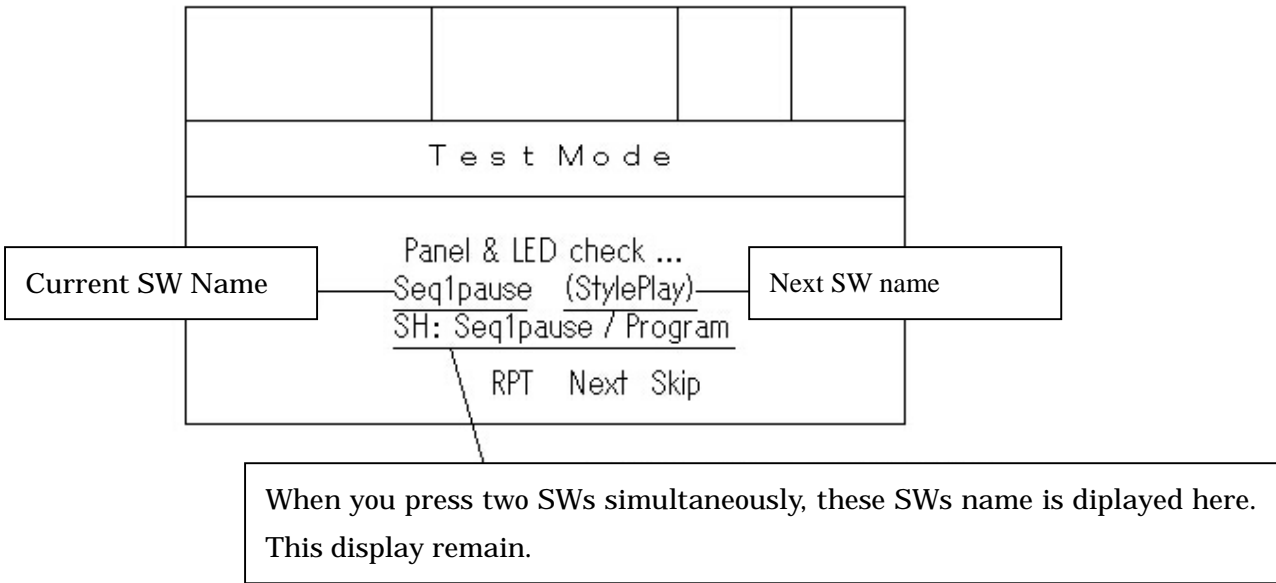 Test Mode
Panel & LED check ...
Current SW Name
Seq1pause (StylePlay)
Next SW name
SH: Seq1pause / Program
RPT Next Skip
When you press two SWs simultaneously, these SWs name is diplayed here.
This display remain.